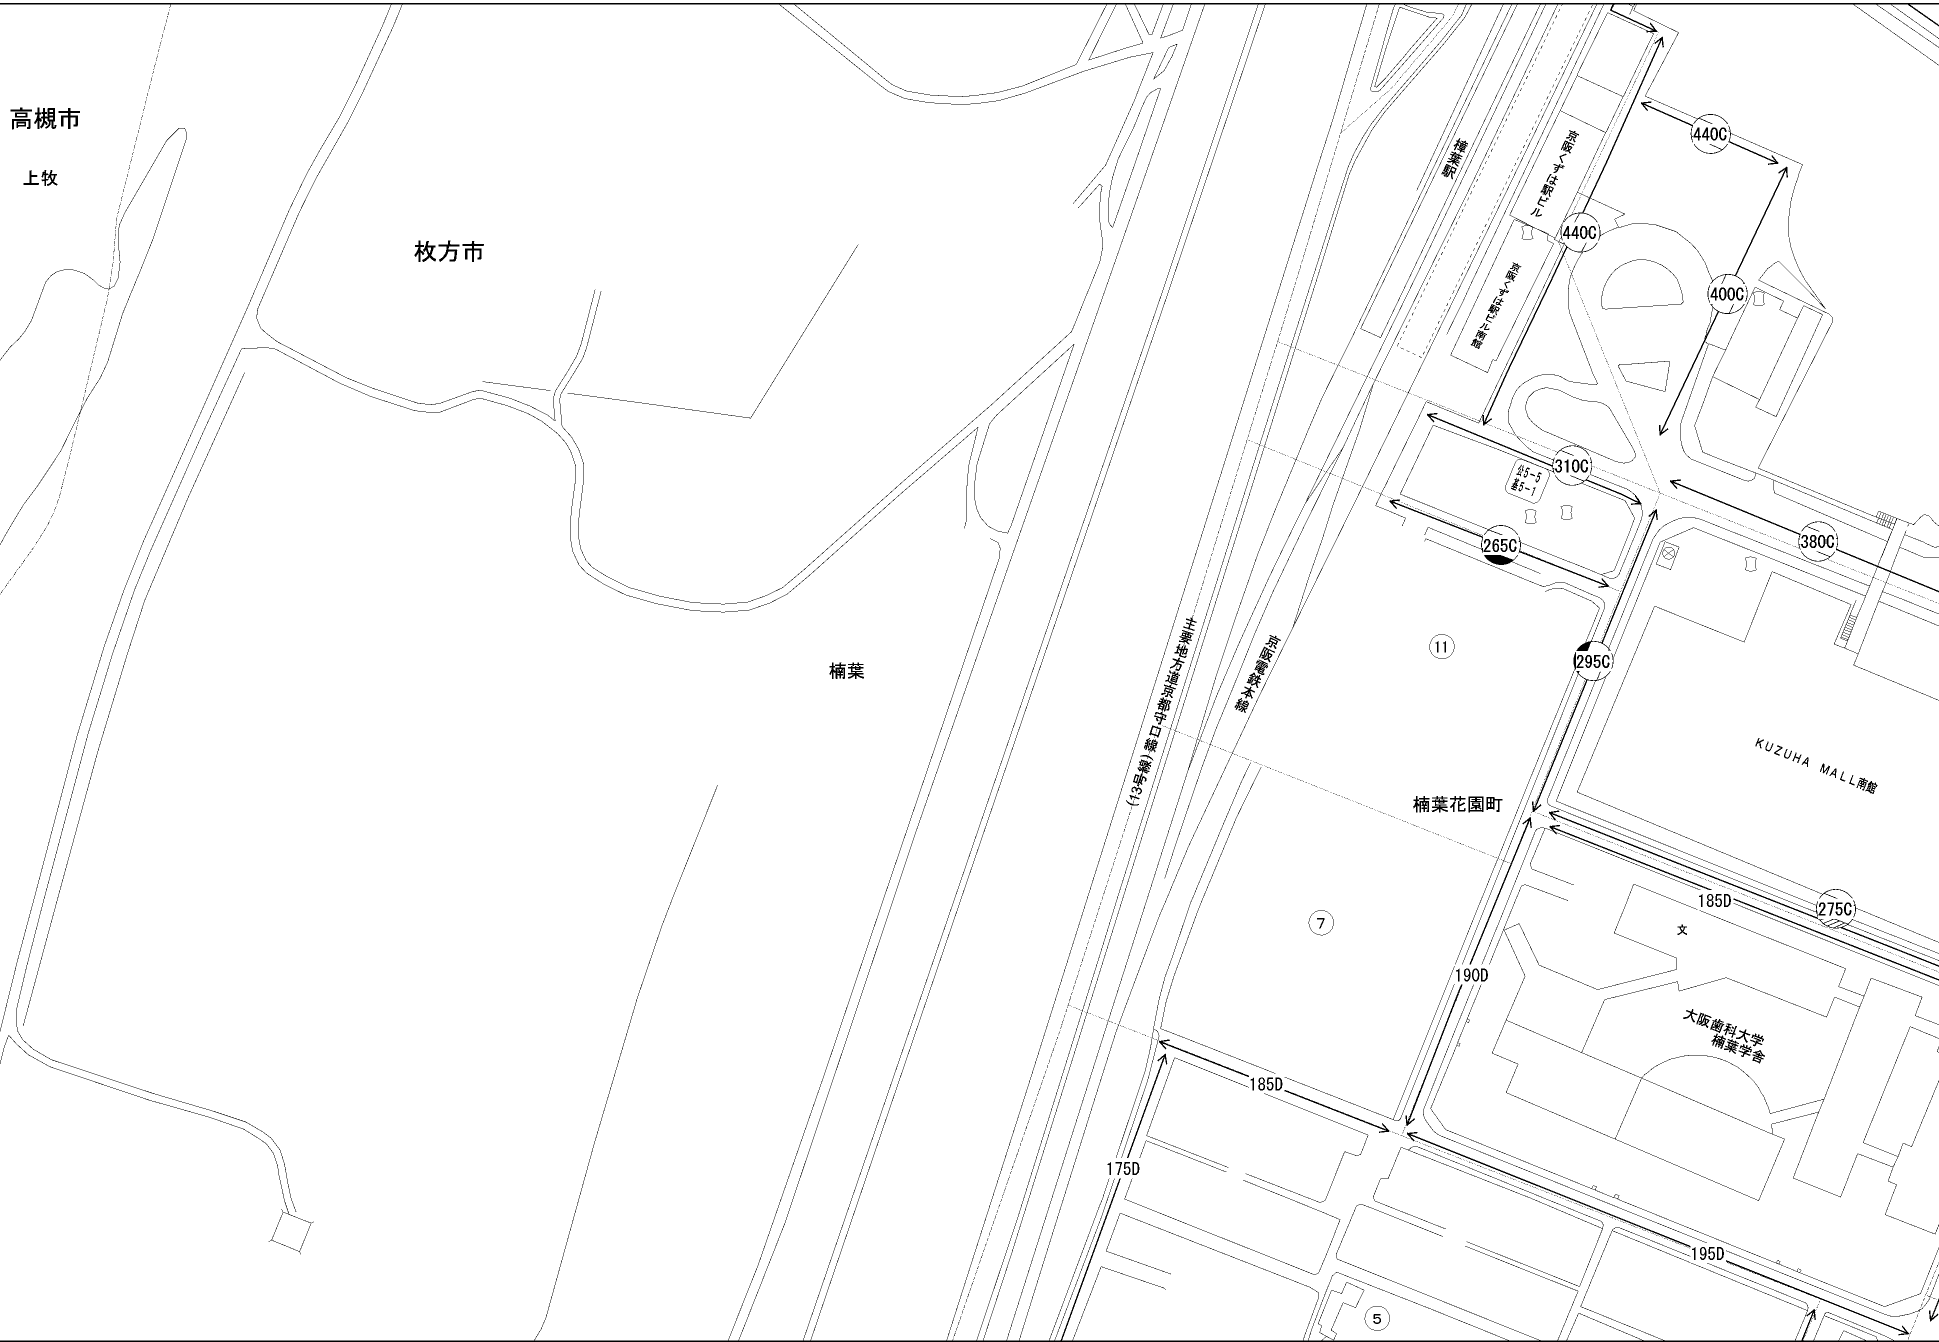 高槻市
上牧
枚方市
楠葉
樟葉駅
京阪くずは駅ビル
京阪くずは駅ビル南館
440C
440C
400C
310C
公5-5
基5-1
265C
380C
295C
11
主要地方道京都守口線
(13号線)
京阪電鉄本線
KUZUHA MALL南館
楠葉花園町
185D
275C
7
文
190D
大阪歯科大学
楠葉学舎
185D
175D
195D
5